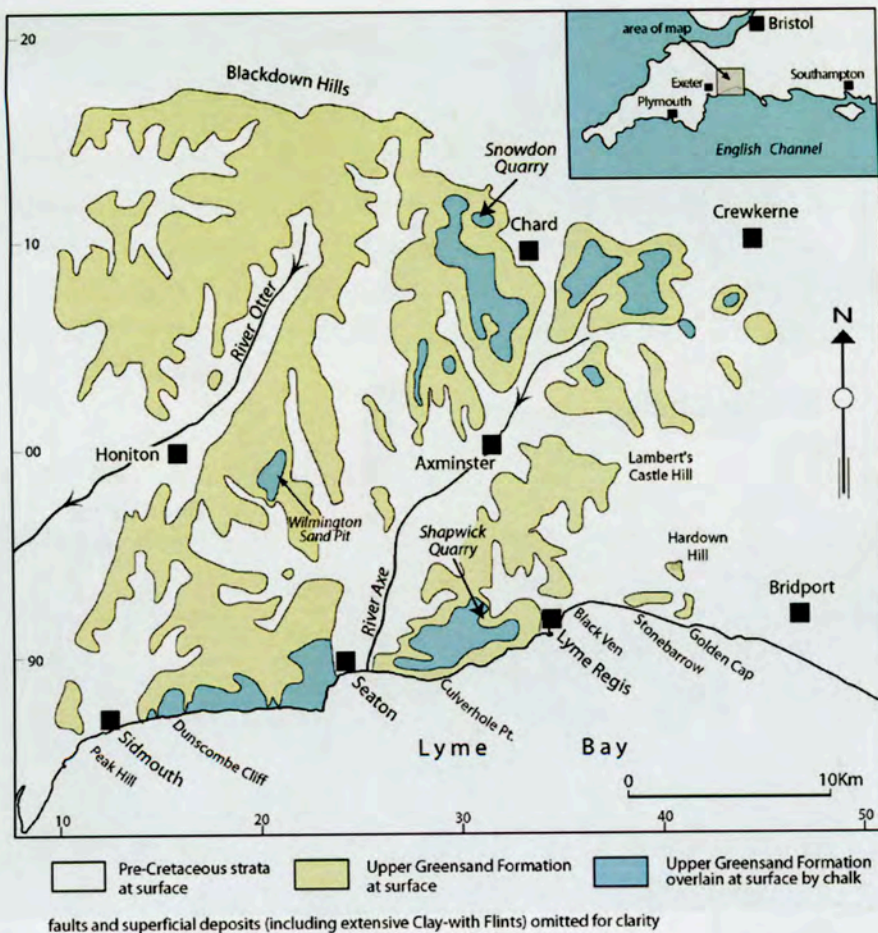 20
Blackdown Hills
area of map
Bristol
Exeter
Southampton
Plymouth
English Channel
Snowdon
Quarry
Chard
Crewkerne
10
River Otter
N
Honiton
00
Axminster
Lambert's
Castle Hill
Wilmington
Sand Pit
Shapwick
Quarry
Hardown
Hill
River Axe
Bridport
Black Ven
Stonebarrow
Golden Cap
Lyme Regis
90
Seaton
Culverhole Pt.
Sidmouth
Dunscombe Cliff
Peak Hill
Lyme Bay
0 10Km
10 20 30 40 50
Pre-Cretaceous strata
at surface
Upper Greensand Formation
at surface
Upper Greensand Formation
overlain at surface by chalk
faults and superficial deposits (including extensive Clay-with Flints) omitted for clarity